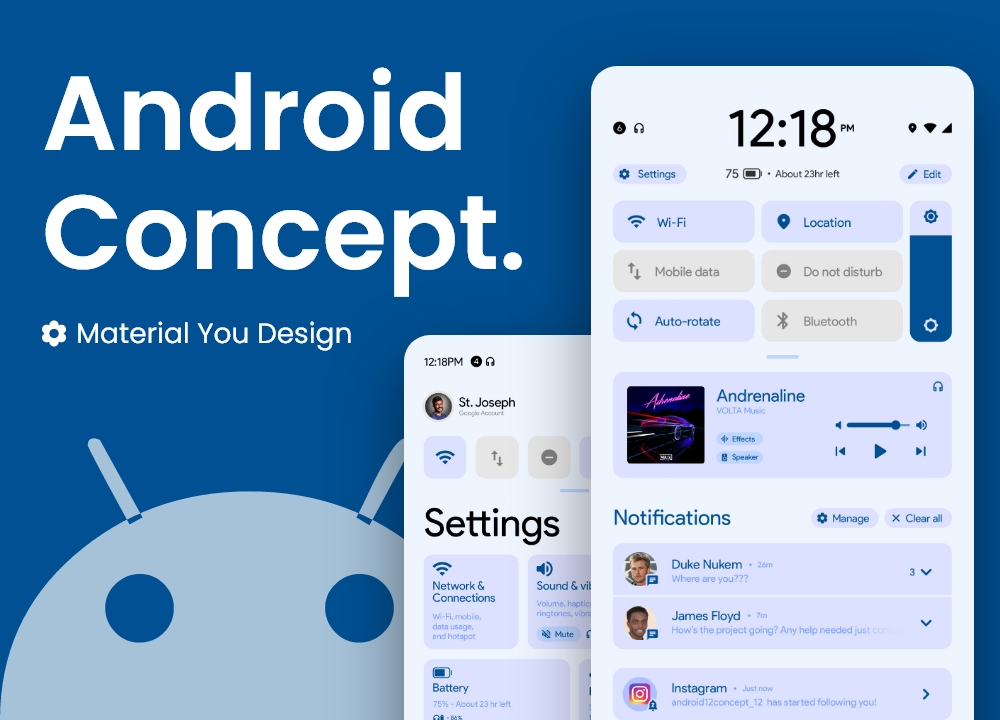 Android
Concept.
Material You Design
12:18PM 4
St. Joseph
Google Account
Settings
Network &
Connections
Wi-Fi, mobile,
data usage,
and hotspot
Sound & vib
Volume, haptics
ringtones, vibra
Mute
Battery
75% - About 23 hr left
- 84%
6
12:18 PM
Settings
75 • About 23hr left
Edit
Wi-Fi
Location
Mobile data
Do not disturb
Auto-rotate
Bluetooth
Adrenaline
Andrenaline
VOLTA Music
Effects
Speaker
Notifications
Manage
Clear all
Duke Nukem • 26m
Where are you???
3
James Floyd • 7m
How's the project going? Any help needed just
Instagram • Just now
android12concept_12 has started following you!